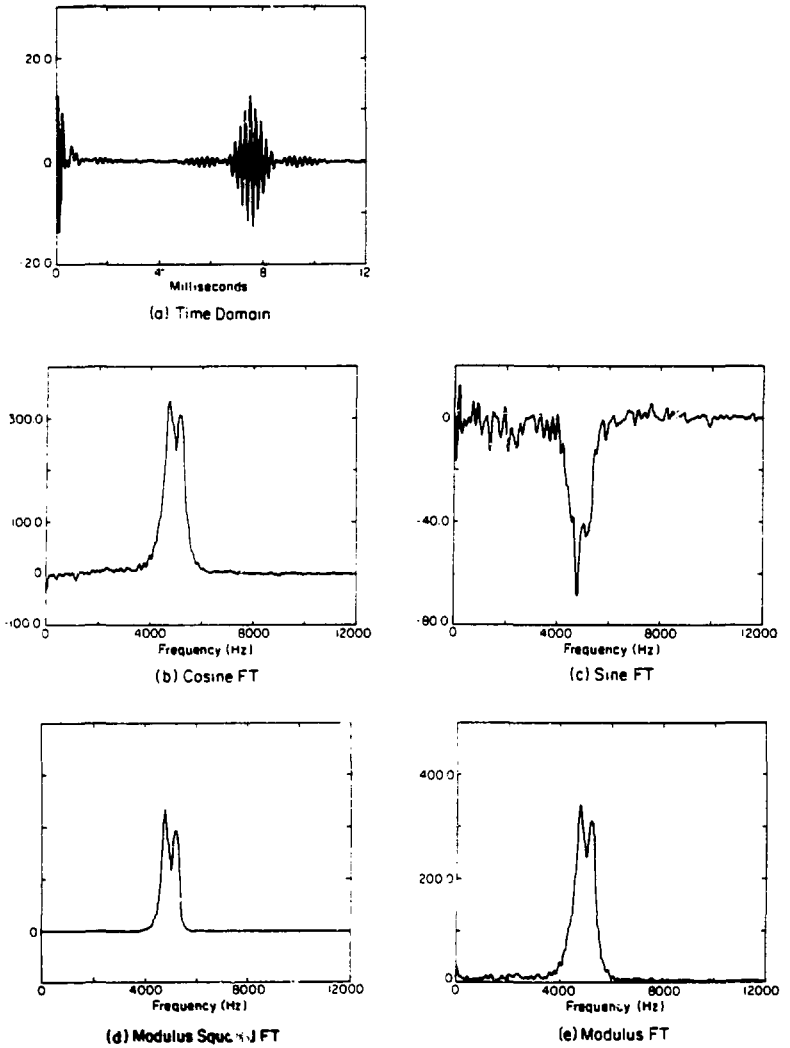 20.0
0
-20.0
0 4 8 12
Milliseconds
(a) Time Domain
300.0
100.0
0
-100.0
0 4000 8000 12000
Frequency (Hz)
(b) Cosine FT
0
-40.0
-80.0
0 4000 8000 12000
Frequency (Hz)
(c) Sine FT
0
0 4000 8000 12000
Frequency (Hz)
(d) Modulus FT
400.0
200.0
0
0 4000 8000 12000
Frequency (Hz)
(e) Modulus FT